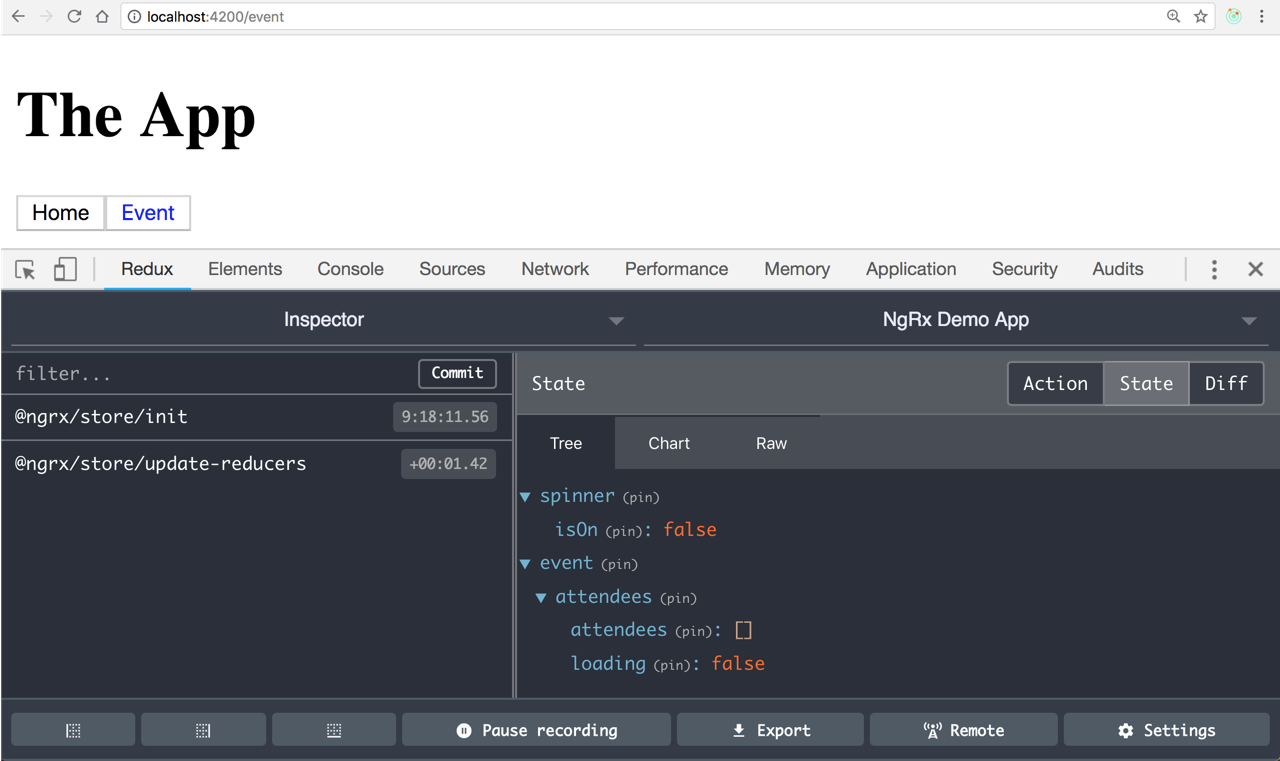 localhost:4200/event
The App
Home Event
Redux Elements Console Sources Network Performance Memory Application Security Audits
Inspector NgRx Demo App
filter... Commit
State Action State Diff
@ngrx/store/init 9:18:11.56
Tree Chart Raw
@ngrx/store/update-reducers +00:01.42
spinner (pin)
isOn (pin): false
event (pin)
attendees (pin)
attendees (pin): []
loading (pin): false
Pause recording Export Remote Settings